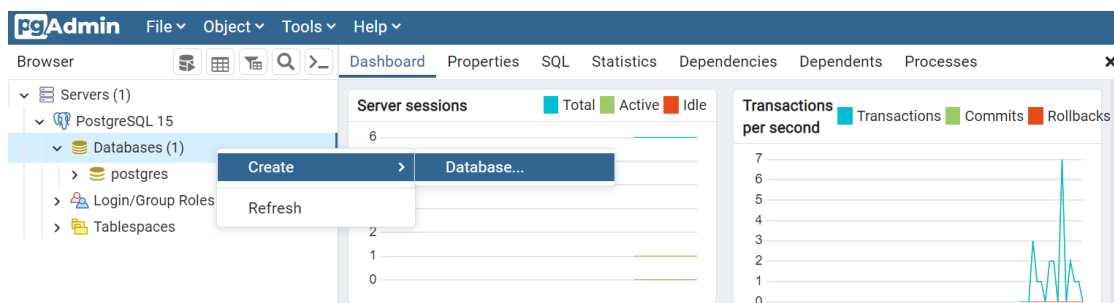 pgAdmin File Object Tools Help
Browser
Dashboard Properties SQL Statistics Dependencies Dependents Processes
Servers (1)
PostgreSQL 15
Databases (1)
postgres
Login/Group Roles
Tablespaces
Create
Database...
Refresh
Server sessions
Total Active Idle
6
2
1
0
Transactions
per second
Transactions Commits Rollbacks
7
6
5
4
3
2
1
0